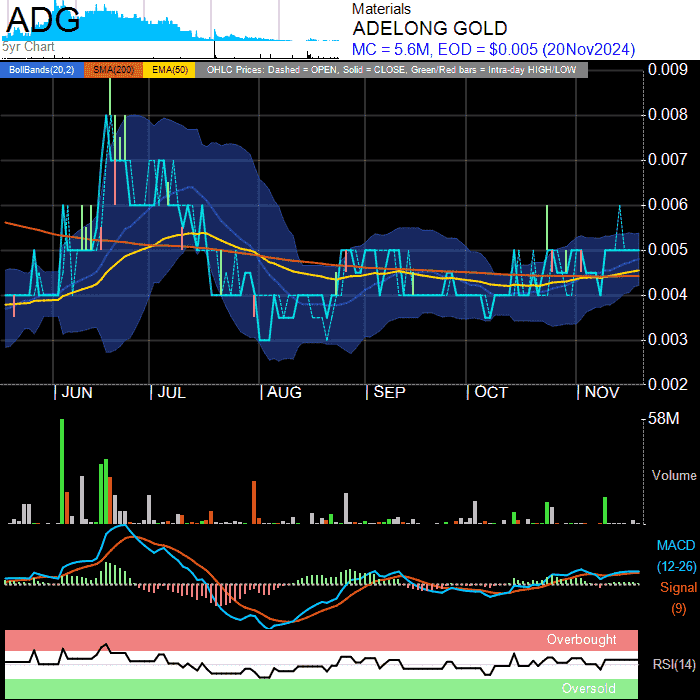 ADG
5yr Chart
Materials
ADELONG GOLD
MC = 5.6M, EOD = $0.005 (20Nov2024)
BollBands(20,2) SMA(200) EMA(50) OHLC Prices: Dashed = OPEN, Solid = CLOSE, Green/Red bars = Intra-day HIGH/LOW
0.009
0.008
0.007
0.006
0.005
0.004
0.003
0.002
JUN JUL AUG SEP OCT NOV
58M
Volume
MACD
(12-26)
Signal
(9)
Overbought
RSI(14)
Oversold